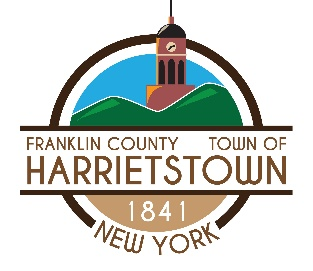 FRANKLIN COUNTY TOWN OF
HARRIETSTOWN
1841
NEW YORK